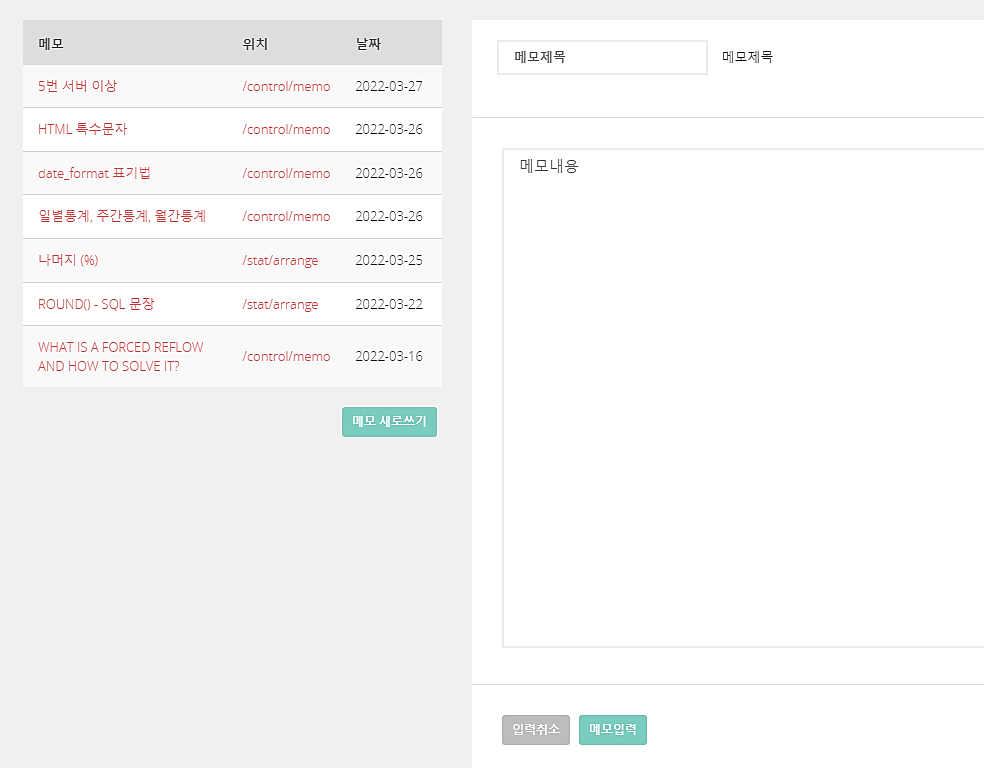 메모 위치 날짜
5번 서버 이상 /control/memo 2022-03-27
HTML 특수문자 /control/memo 2022-03-26
date_format 표기법 /control/memo 2022-03-26
일별통계, 주간통계, 월간통계 /control/memo 2022-03-26
나머지 (%) /stat/arrange 2022-03-25
ROUND() - SQL 문장 /stat/arrange 2022-03-22
WHAT IS A FORCED REFLOW
AND HOW TO SOLVE IT? /control/memo 2022-03-16
메모 새로쓰기
메모제목 메모제목
메모내용
입력취소 메모입력